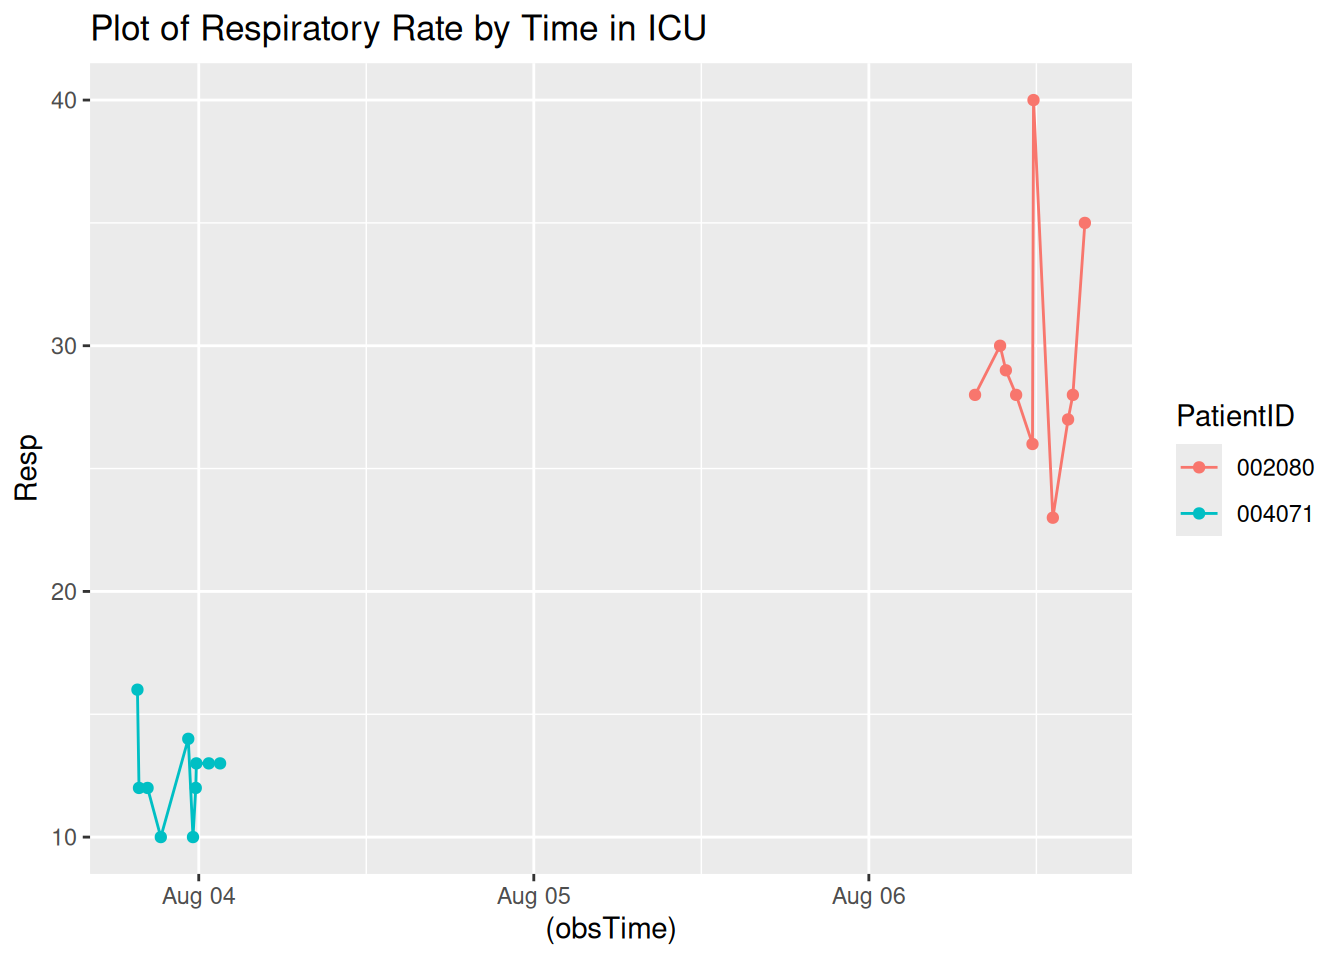 Plot of Respiratory Rate by Time in ICU
Resp
40
30
20
10
Aug 04
Aug 05
Aug 06
(obsTime)
PatientID
002080
004071